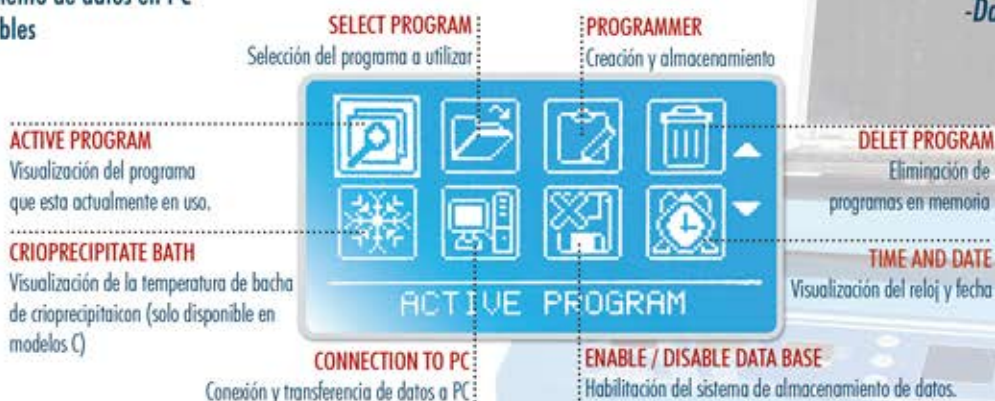 de datos en PC
SELECT PROGRAM
Selección del programa a utilizar
PROGRAMMER
Creación y almacenamiento
ACTIVE PROGRAM
Visualización del programa
que esta actualmente en uso.
CRIOPRECIPITATE BATH
Visualización de la temperatura de bacha
de crioprecipitaicon (solo disponible en
modelos C)
ACTIVE PROGRAM
DELET PROGRAM
Eliminación de
programas en memoria
TIME AND DATE
Visualización del reloj y fecha
CONNECTION TO PC
Conexión y transferencia de datos a PC
ENABLE / DISABLE DATA BASE
Habilitación del sistema de almacenamiento de datos.